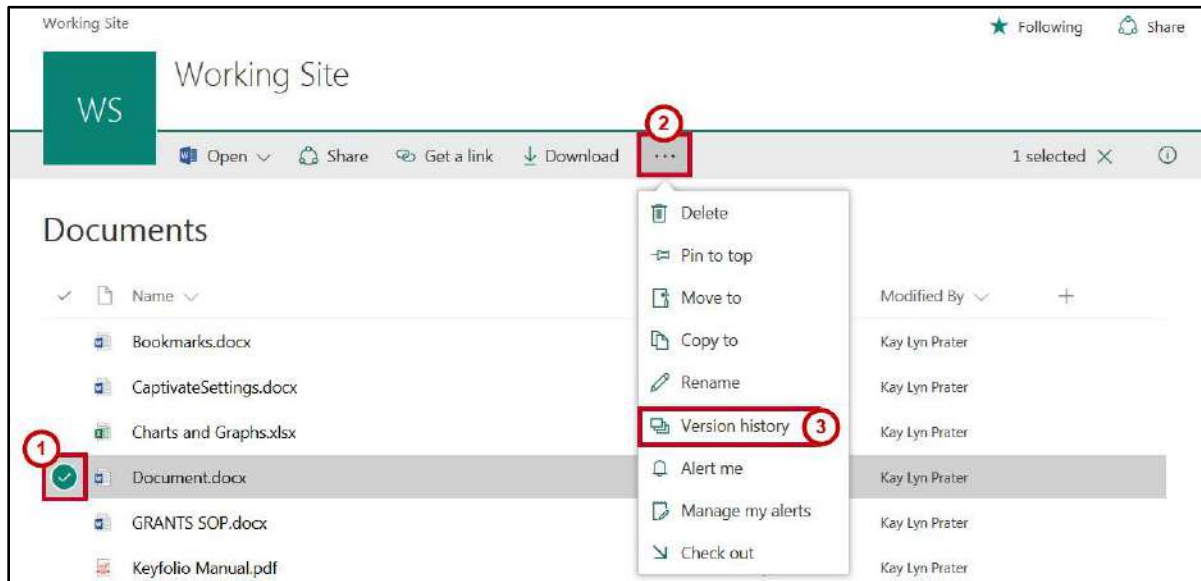 Working Site
Following Share
Working Site
WS
2
Open Share Get a link Download ... 1 selected
Delete
Documents
Pin to top
Name Move to Modified By
Bookmarks.docx Copy to Kay Lyn Prater
CaptivateSettings.docx Rename Kay Lyn Prater
Charts and Graphs.xlsx Version history 3 Kay Lyn Prater
1
Document.docx Alert me Kay Lyn Prater
GRANTS SOP.docx Manage my alerts Kay Lyn Prater
Keyfolio Manual.pdf Check out Kay Lyn Prater